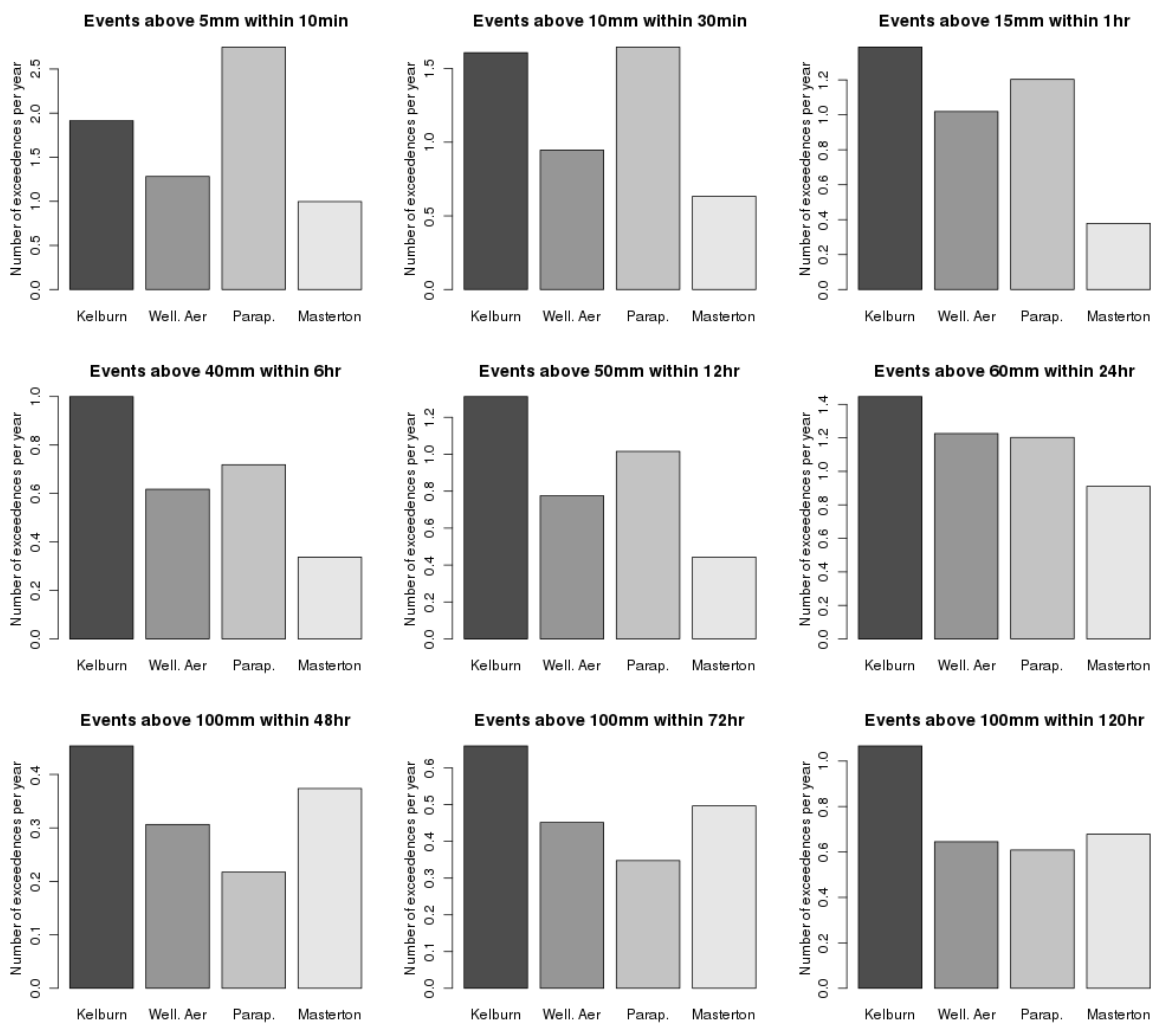 Events above 5mm within 10min
Number of exceedences per year
0.0 0.5 1.0 1.5 2.0 2.5
Kelburn Well. Aer Parap. Masterton
Events above 10mm within 30min
Number of exceedences per year
0.0 0.5 1.0 1.5
Kelburn Well. Aer Parap. Masterton
Events above 15mm within 1hr
Number of exceedences per year
0.0 0.2 0.4 0.6 0.8 1.0 1.2
Kelburn Well. Aer Parap. Masterton
Events above 40mm within 6hr
Number of exceedences per year
0.0 0.2 0.4 0.6 0.8 1.0
Kelburn Well. Aer Parap. Masterton
Events above 50mm within 12hr
Number of exceedences per year
0.0 0.2 0.4 0.6 0.8 1.0 1.2
Kelburn Well. Aer Parap. Masterton
Events above 60mm within 24hr
Number of exceedences per year
0.0 0.2 0.4 0.6 0.8 1.0 1.2 1.4
Kelburn Well. Aer Parap. Masterton
Events above 100mm within 48hr
Number of exceedences per year
0.0 0.1 0.2 0.3 0.4
Kelburn Well. Aer Parap. Masterton
Events above 100mm within 72hr
Number of exceedences per year
0.0 0.1 0.2 0.3 0.4 0.5 0.6
Kelburn Well. Aer Parap. Masterton
Events above 100mm within 120hr
Number of exceedences per year
0.0 0.2 0.4 0.6 0.8 1.0
Kelburn Well. Aer Parap. Masterton